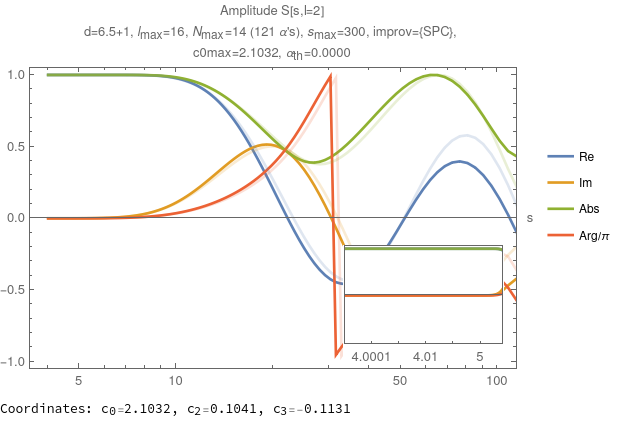 Amplitude S[s,l=2]
d=6.5+1, lmax=16, Nmax=14 (121 α's), smax=300, improv={SPC},
c0max=2.1032, αth=0.0000
1.0
0.5
0.0
−0.5
−1.0
s
Re
Im
Abs
Arg/π
4.0001 4.01 5
5 10 50 100
Coordinates: c0=2.1032, c2=0.1041, c3=-0.1131